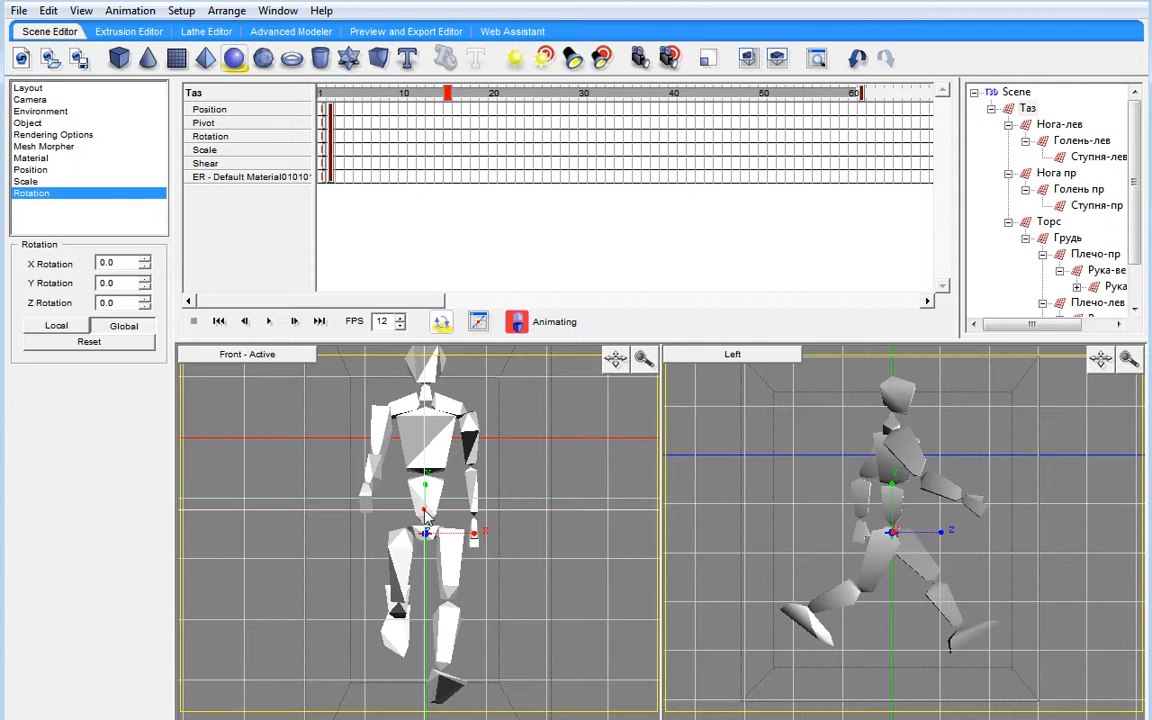 File Edit View Animation Setup Arrange Window Help
Scene Editor Extrusion Editor Lathe Editor Advanced Modeler Preview and Export Editor Web Assistant
Layout
Camera
Environment
Object
Rendering Options
Mesh Morpher
Material
Position
Scale
Rotation
Rotation
X Rotation 0.0
Y Rotation 0.0
Z Rotation 0.0
Local Global
Reset
Таз 1 10 20 30 40 50 60
Position
Pivot
Rotation
Scale
Shear
ER - Default Material01010
FPS 12 Animating
Scene
Таз
Нога-лев
Голень-лев
Ступня-лев
Нога пр
Голень пр
Ступня-пр
Торс
Грудь
Плечо-пр
Рука-ве
Рука
Плечо-лев
Front - Active
Left
X
Y
Z